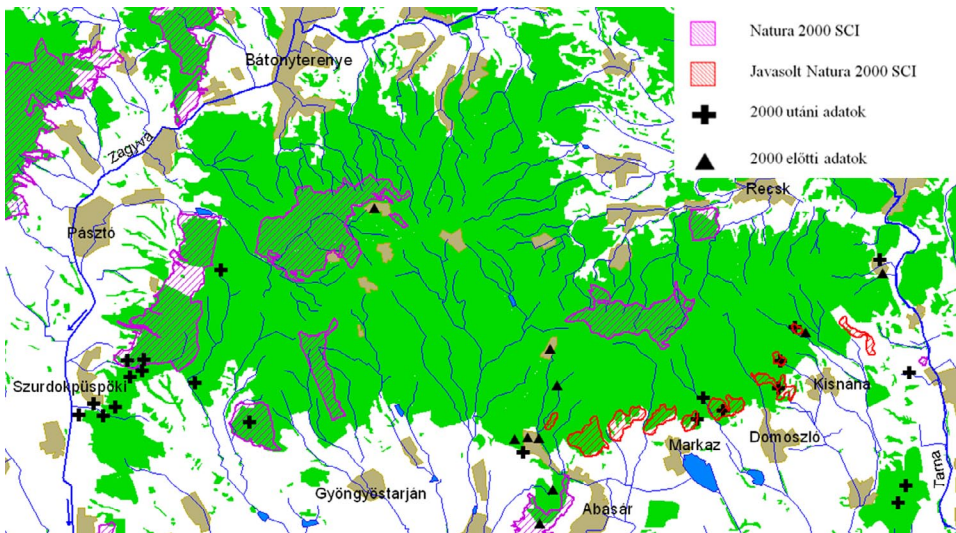 Natura 2000 SCI
Javasolt Natura 2000 SCI
2000 utáni adatok
2000 előtti adatok
Bátonyterenye
Zagyva
Recsk
Pásztó
Szurdokpüspöki
Kisnána
Markaz
Domoszló
Tarna
Gyöngyöstarján
Abasár